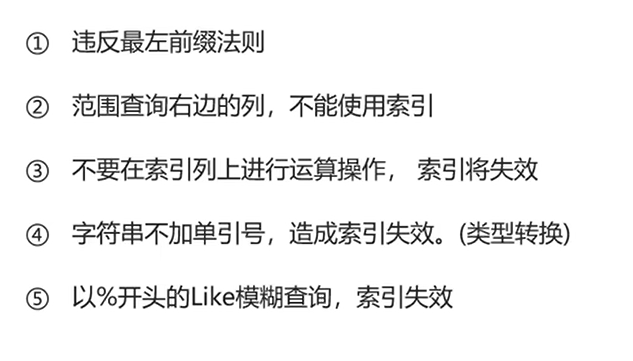 ① 违反最左前缀法则
② 范围查询右边的列，不能使用索引
③ 不要在索引列上进行运算操作， 索引将失效
④ 字符串不加单引号，造成索引失效。(类型转换)
⑤ 以%开头的Like模糊查询，索引失效